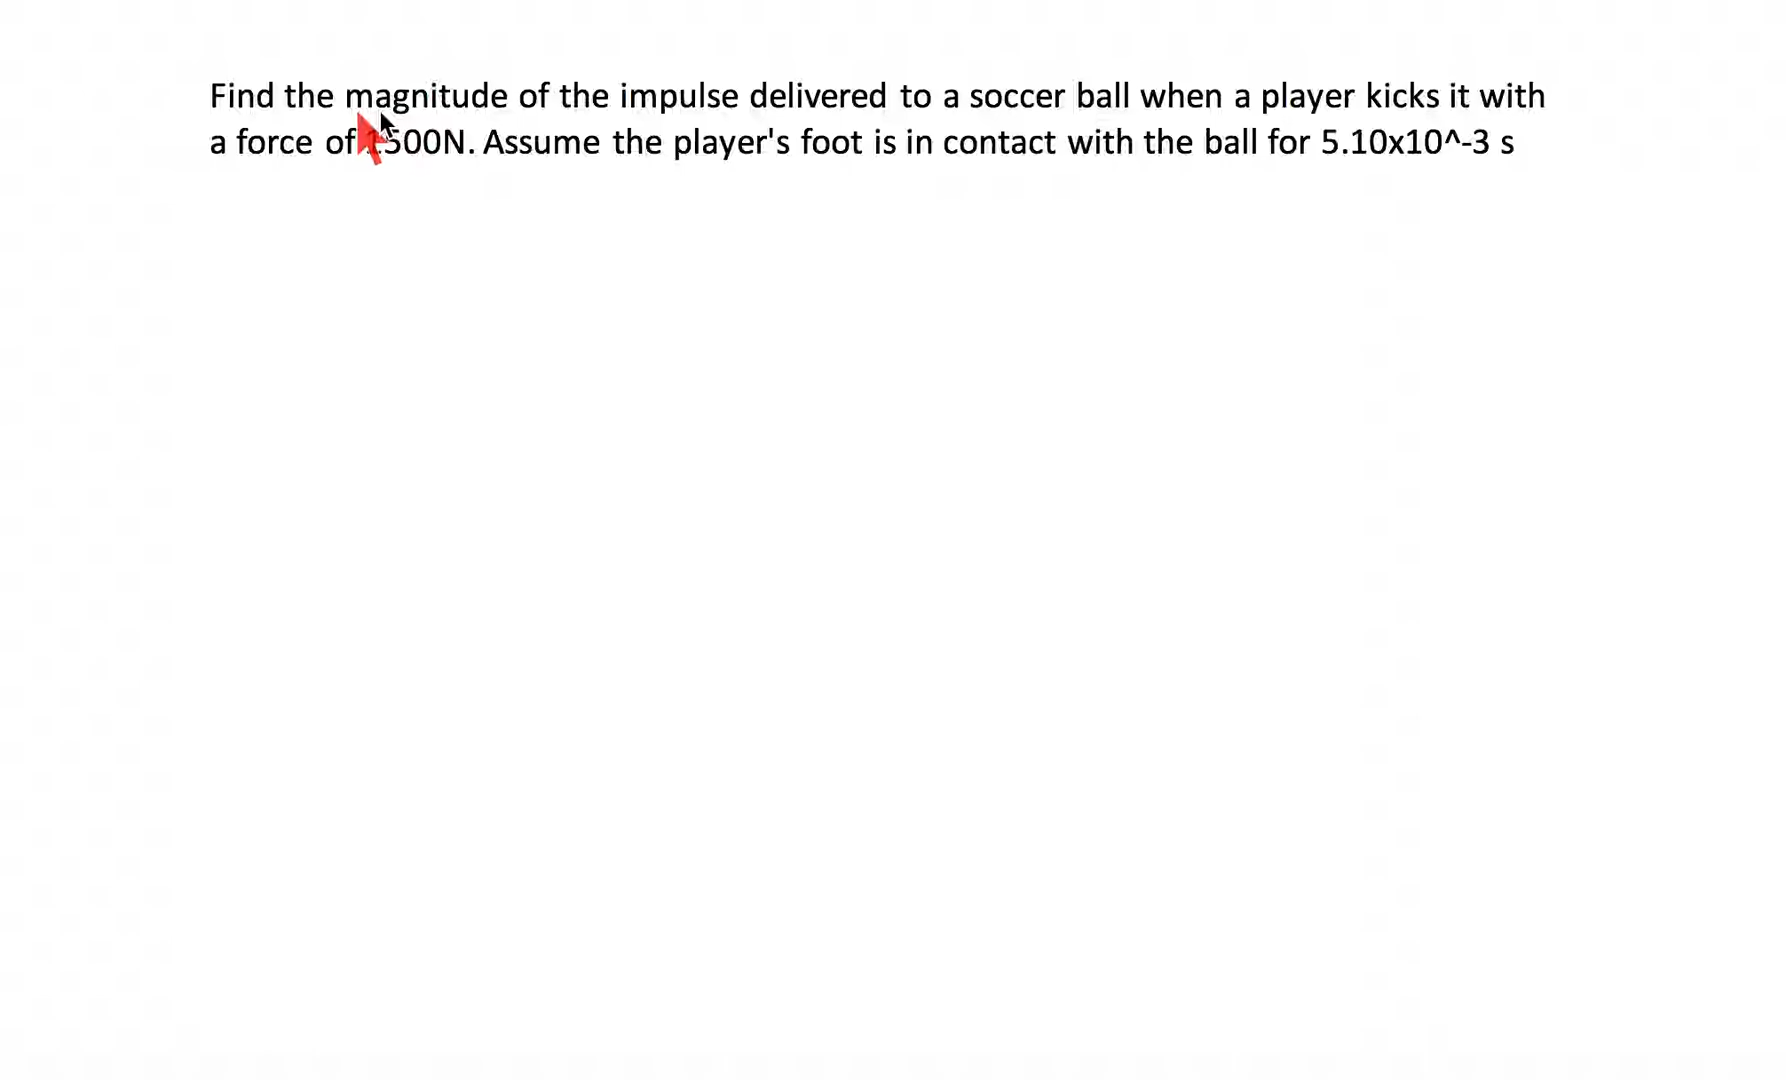 Find the magnitude of the impulse delivered to a soccer ball when a player kicks it with
a force of 1500N. Assume the player's foot is in contact with the ball for 5.10x10^-3 s